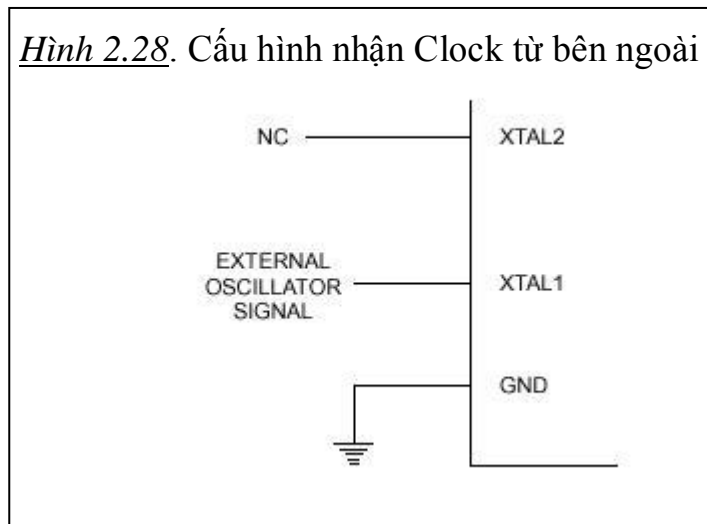 Hình 2.28. Cấu hình nhận Clock từ bên ngoài
NC
XTAL2
EXTERNAL
OSCILLATOR
SIGNAL
XTAL1
GND